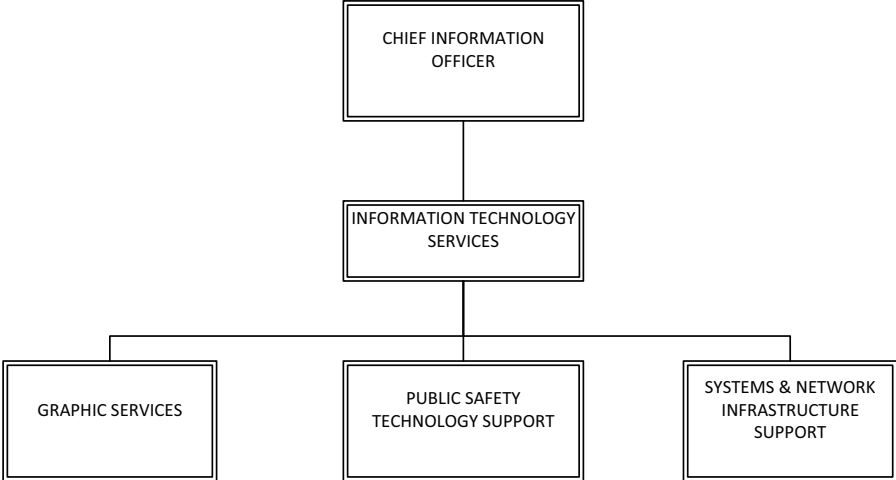 CHIEF INFORMATION
OFFICER
INFORMATION TECHNOLOGY
SERVICES
GRAPHIC SERVICES
PUBLIC SAFETY
TECHNOLOGY SUPPORT
SYSTEMS & NETWORK
INFRASTRUCTURE
SUPPORT